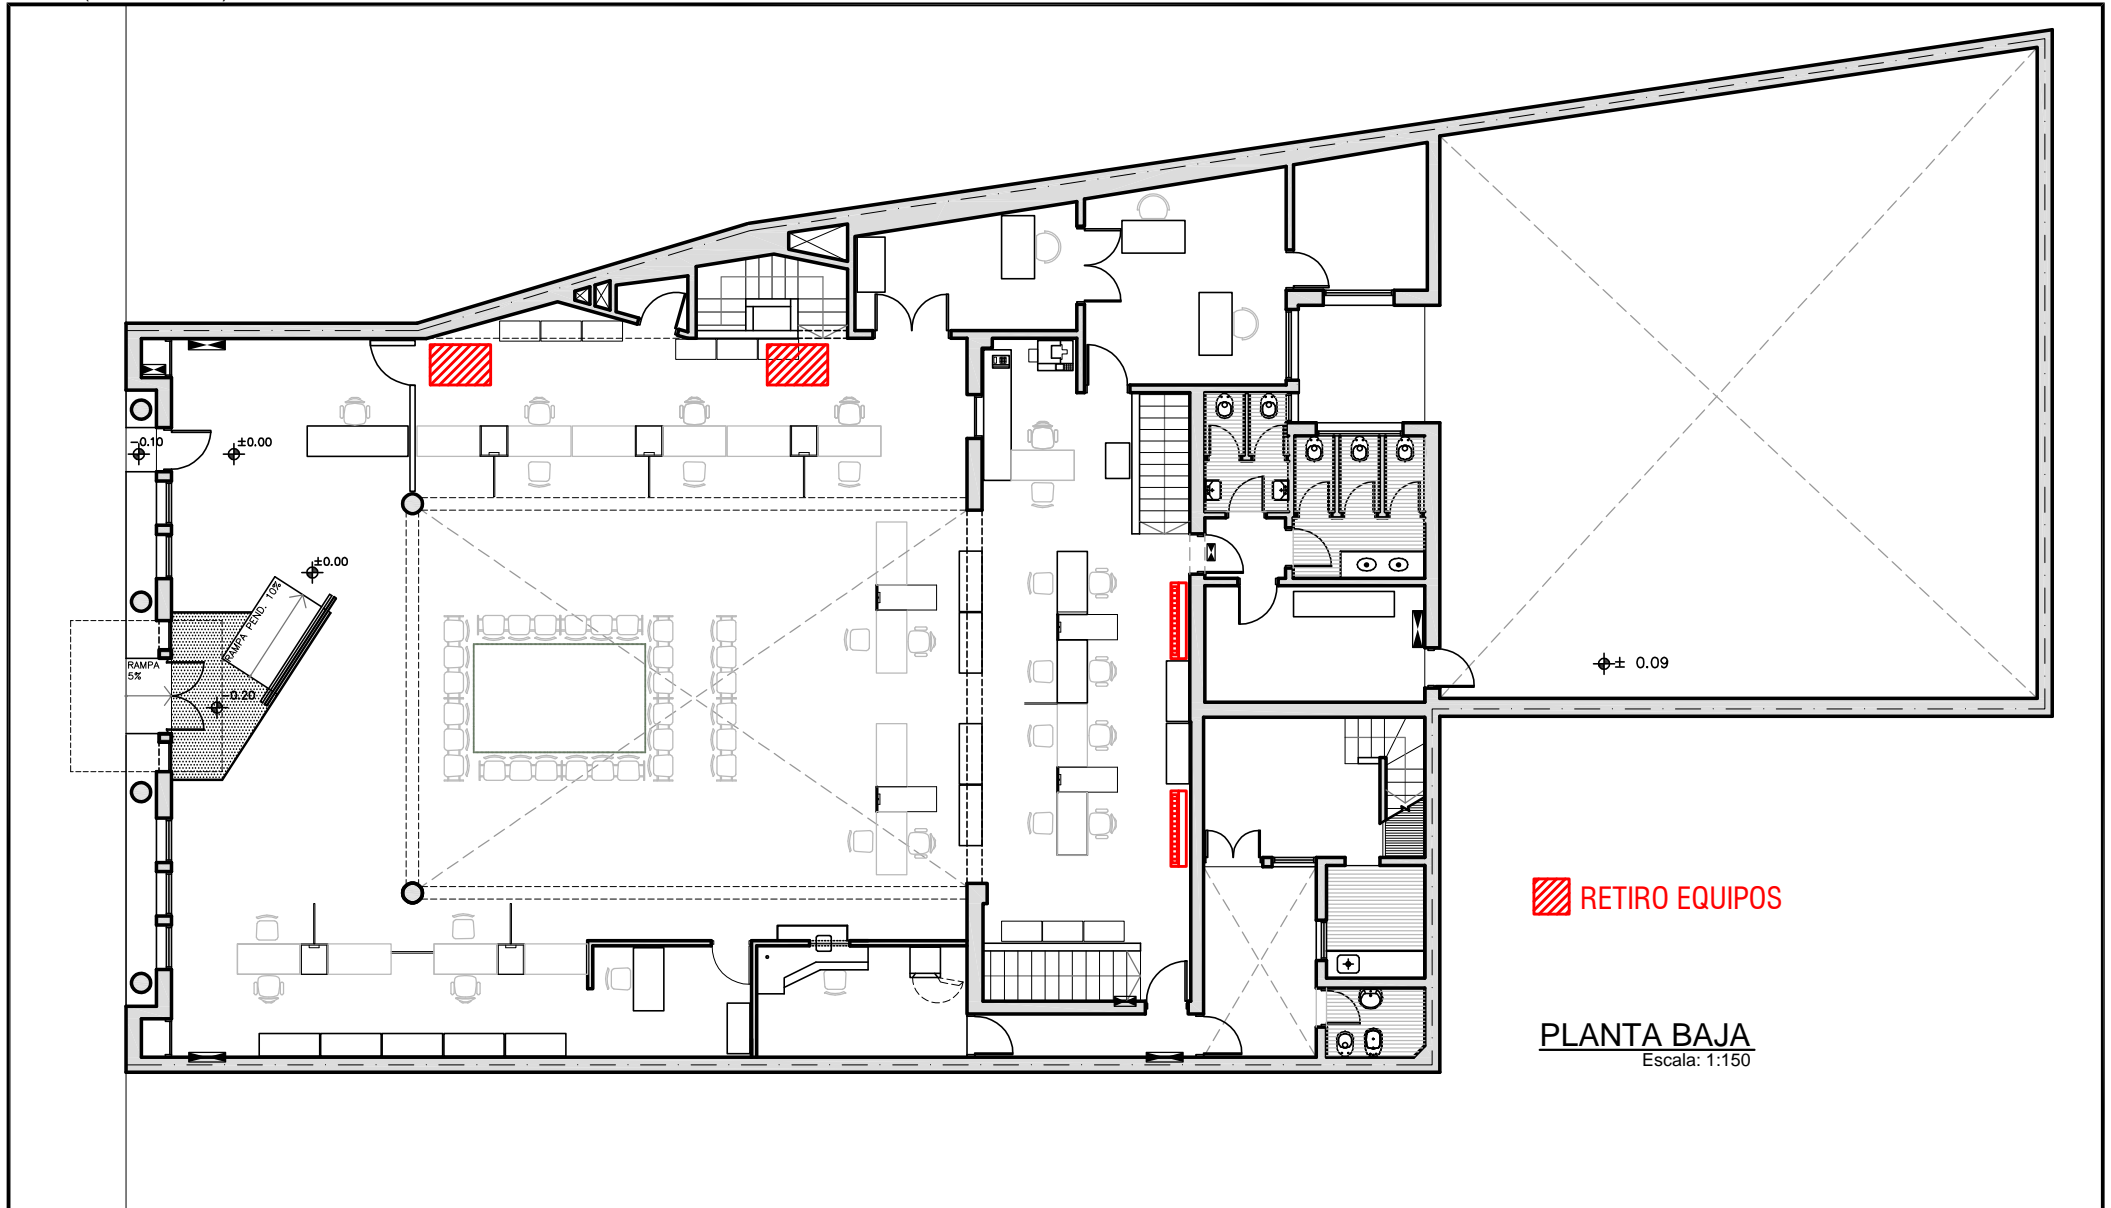 -0.10
±0.00
±0.00
RAMPA PEND. 10%
RAMPA
5%
-0.20
± 0.09
RETIRO EQUIPOS
PLANTA BAJA
Escala: 1:150